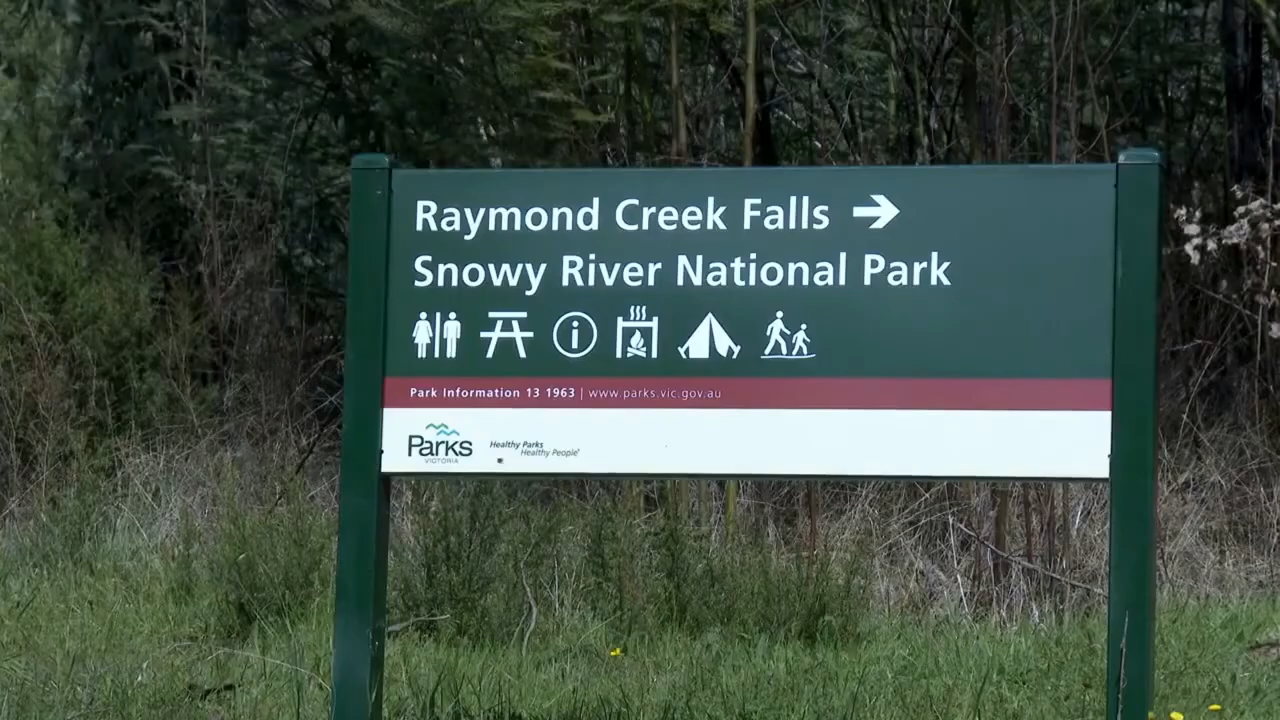 Raymond Creek Falls →
Snowy River National Park
Park Information 13 1963 | www.parks.vic.gov.au
Parks
VICTORIA
Healthy Parks
Healthy People